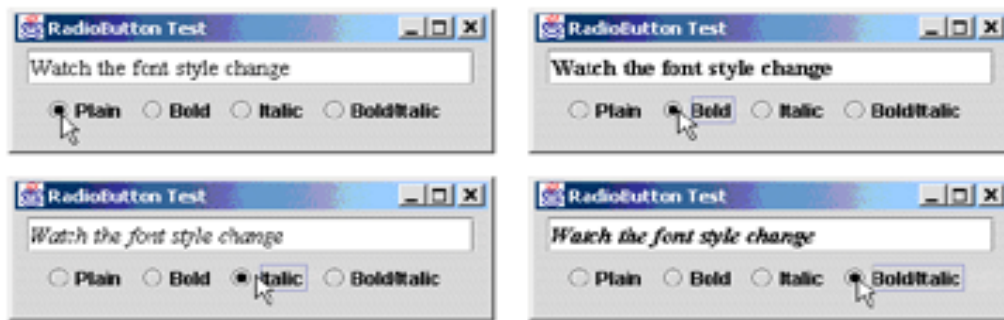 RadioButton Test
Watch the font style change
Plain Bold Italic Bold/Italic
RadioButton Test
Watch the font style change
Plain Bold Italic Bold/Italic
RadioButton Test
Watch the font style change
Plain Bold Italic Bold/Italic
RadioButton Test
Watch the font style change
Plain Bold Italic Bold/Italic